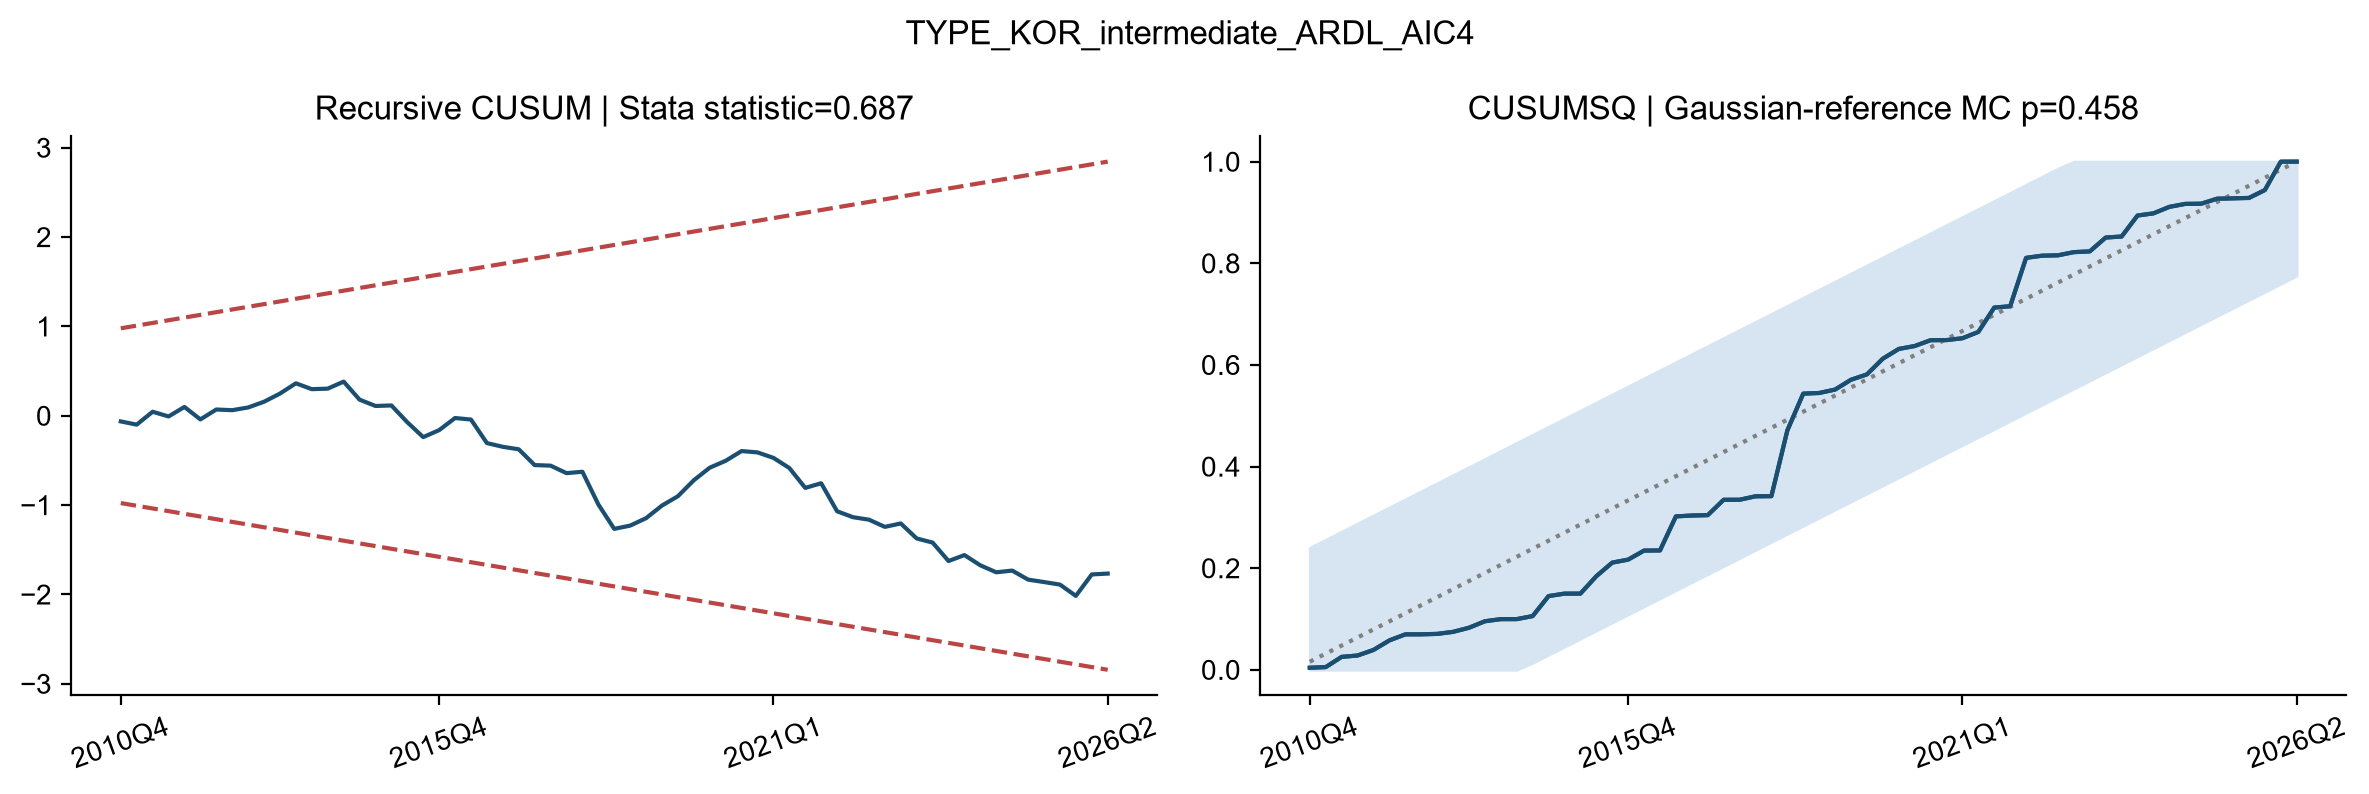 TYPE_KOR_intermediate_ARDL_AIC4
Recursive CUSUM | Stata statistic=0.687
3
2
1
0
−1
−2
−3
2010Q4
2015Q4
2021Q1
2026Q2
CUSUMSQ | Gaussian-reference MC p=0.458
1.0
0.8
0.6
0.4
0.2
0.0
2010Q4
2015Q4
2021Q1
2026Q2